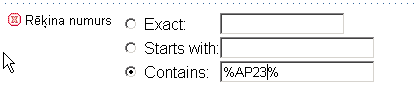 Rēķina numurs Exact:
Starts with:
Contains: %AP23%